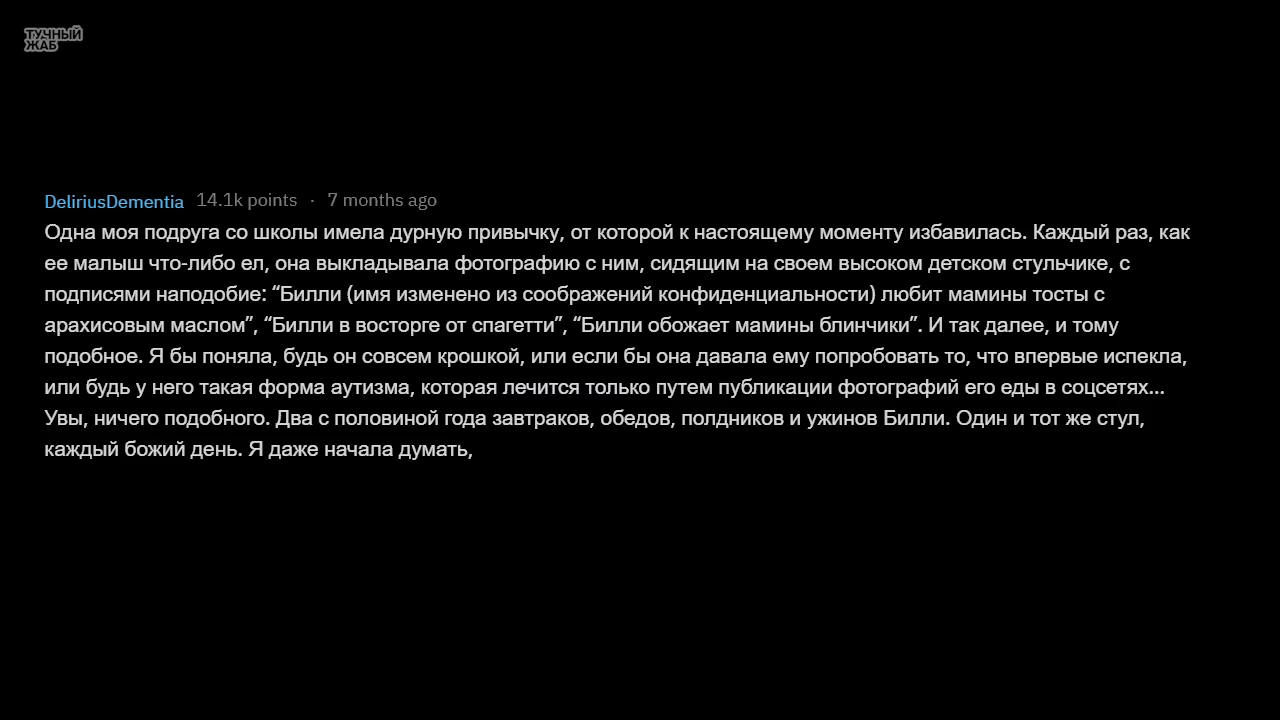 ТУЧНЫЙ
ЖАБ
DeliriusDementia 14.1k points · 7 months ago
Одна моя подруга со школы имела дурную привычку, от которой к настоящему моменту избавилась. Каждый раз, как
ее малыш что-либо ел, она выкладывала фотографию с ним, сидящим на своем высоком детском стульчике, с
подписями наподобие: “Билли (имя изменено из соображений конфиденциальности) любит мамины тосты с
арахисовым маслом”, “Билли в восторге от спагетти”, “Билли обожает мамины блинчики”. И так далее, и тому
подобное. Я бы поняла, будь он совсем крошкой, или если бы она давала ему попробовать то, что впервые испекла,
или будь у него такая форма аутизма, которая лечится только путем публикации фотографий его еды в соцсетях...
Увы, ничего подобного. Два с половиной года завтраков, обедов, полдников и ужинов Билли. Один и тот же стул,
каждый божий день. Я даже начала думать,